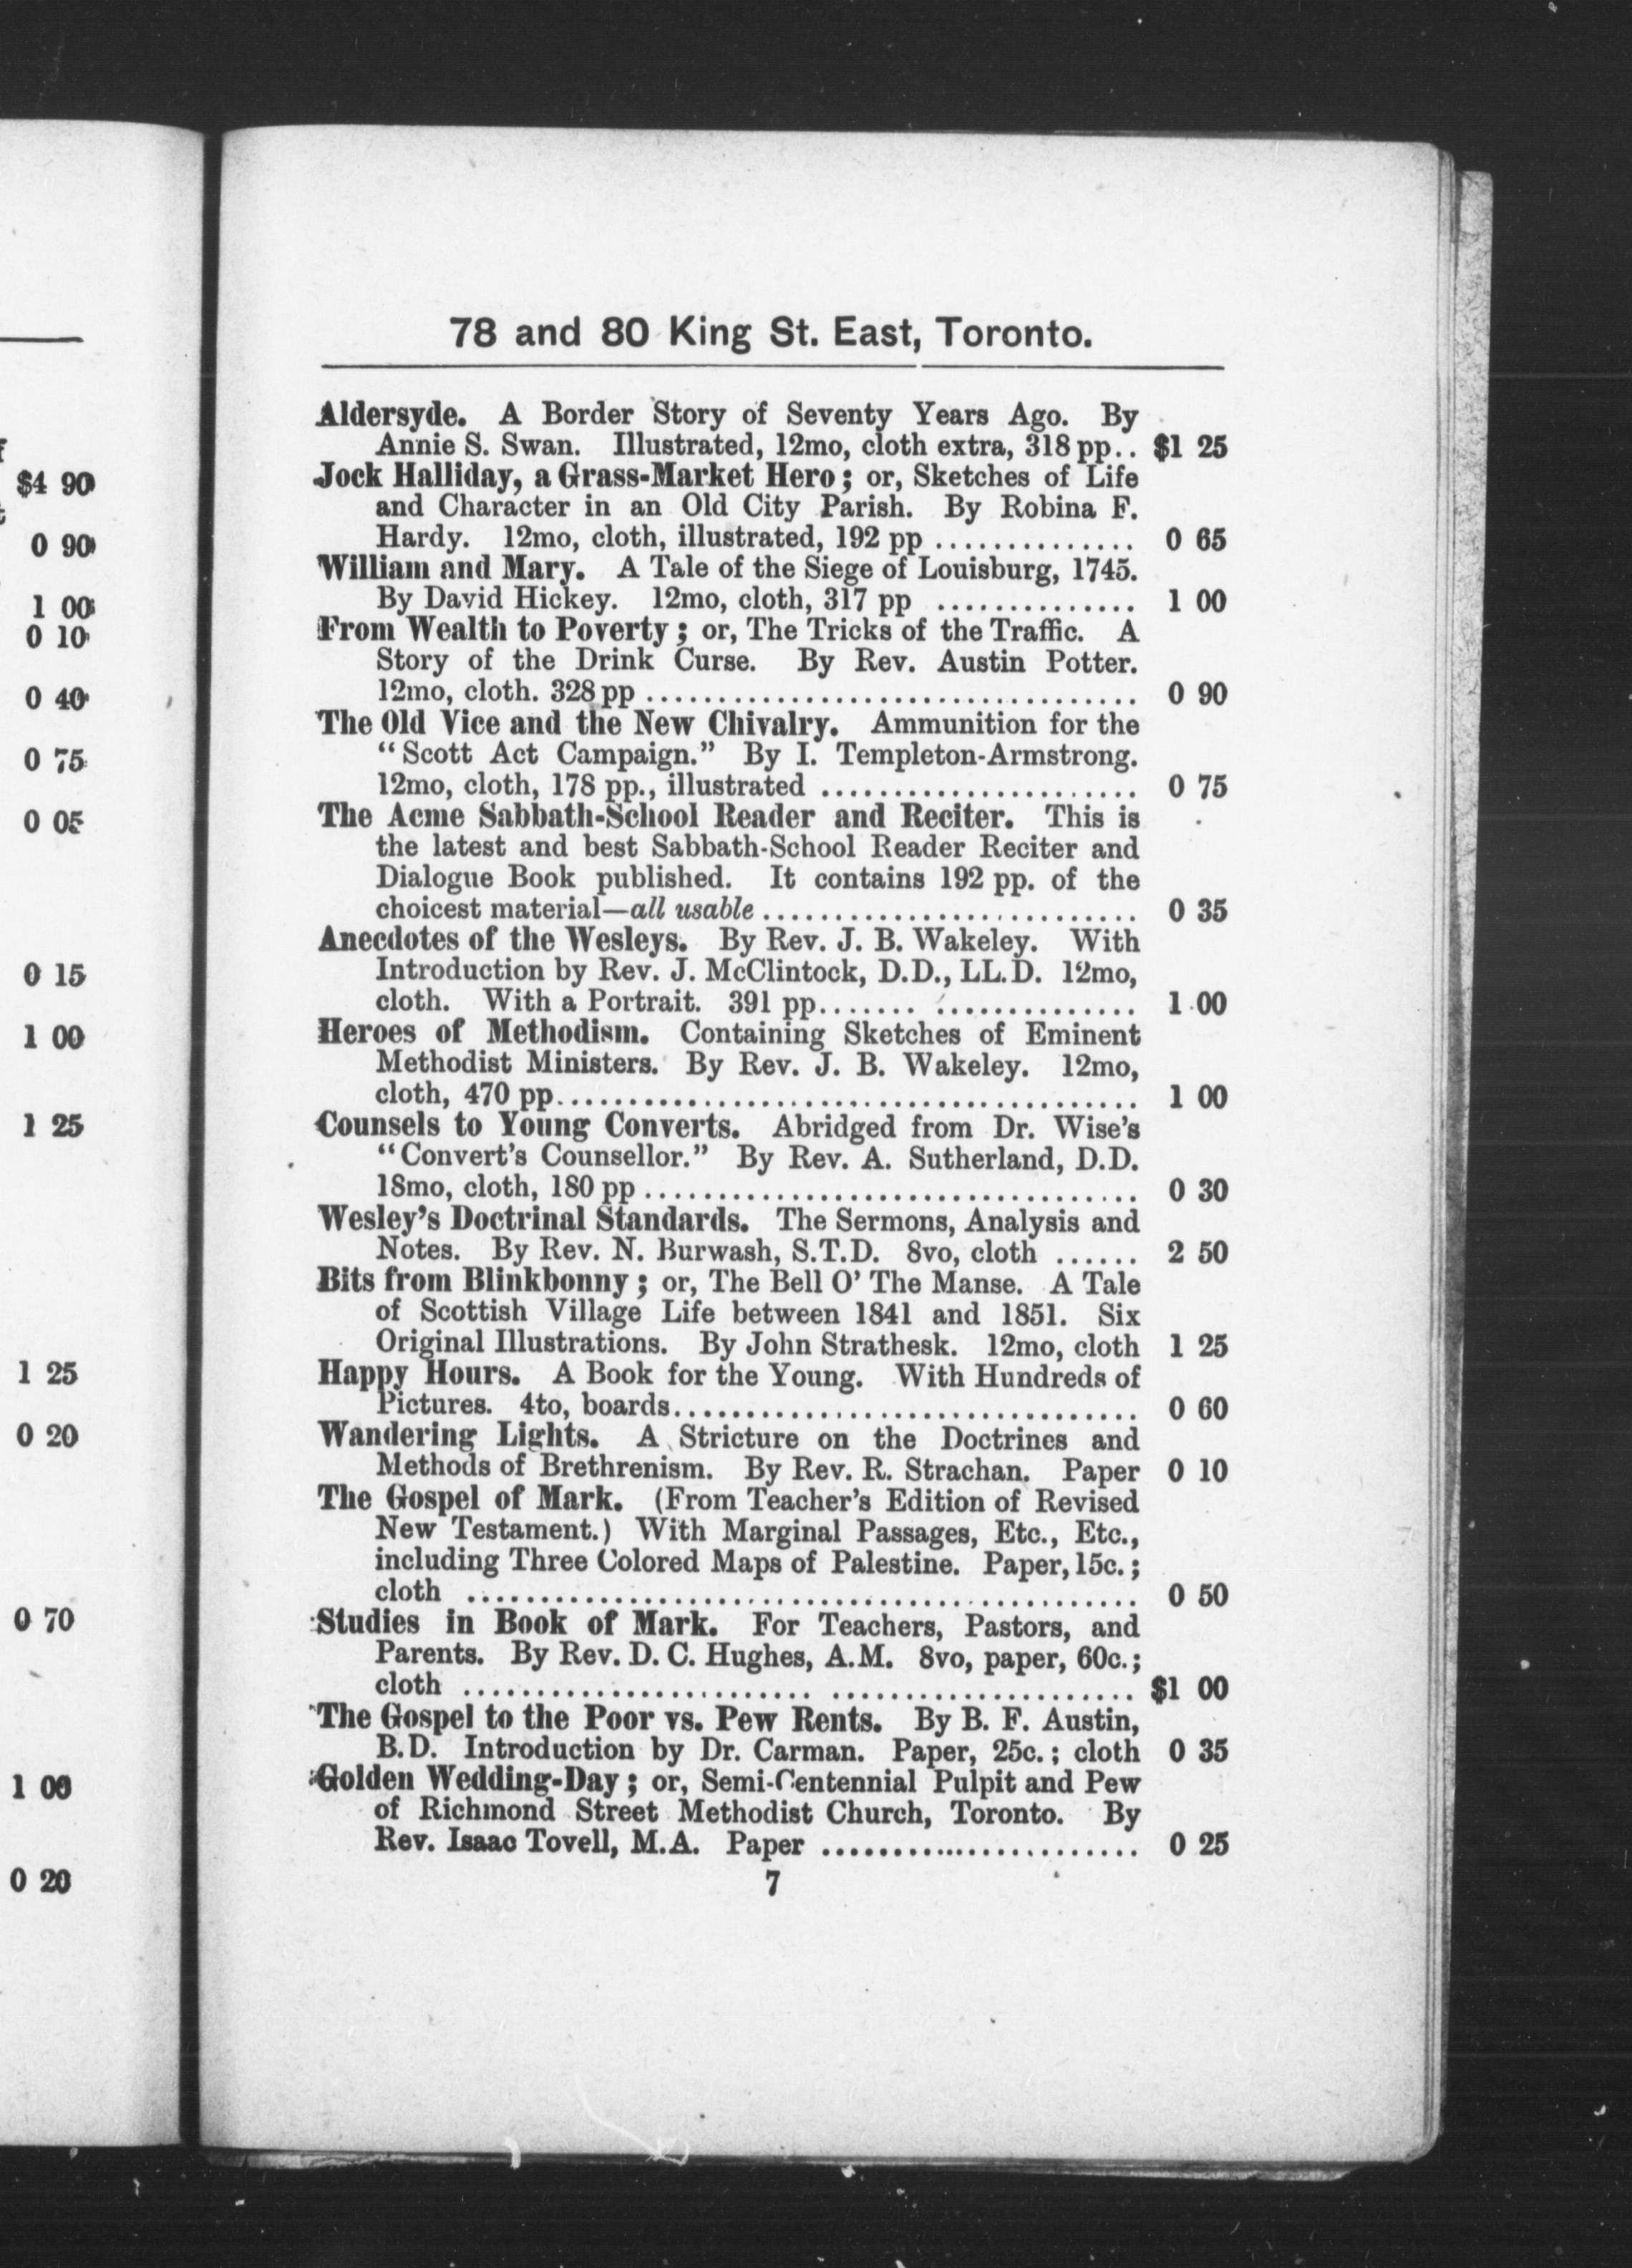 $4 90
0 90
1 00
0 10
0 40
0 75
0 05
0 15
1 00
1 25
1 25
0 20
0 70
1 00
0 20
78 and 80 King St. East, Toronto.
Aldersyde. A Border Story of Seventy Years Ago. By
Annie S. Swan. Illustrated, 12mo, cloth extra, 318 pp.. $1 25
Jock Halliday, a Grass-Market Hero; or, Sketches of Life
and Character in an Old City Parish. By Robina F.
Hardy. 12mo, cloth, illustrated, 192 pp .............. 0 65
William and Mary. A Tale of the Siege of Louisburg, 1745.
By David Hickey. 12mo, cloth, 317 pp .............. 1 00
From Wealth to Poverty; or, The Tricks of the Traffic. A
Story of the Drink Curse. By Rev. Austin Potter.
12mo, cloth. 328 pp .................................. 0 90
The Old Vice and the New Chivalry. Ammunition for the
"Scott Act Campaign." By I. Templeton-Armstrong.
12mo, cloth, 178 pp., illustrated ...................... 0 75
The Acme Sabbath-School Reader and Reciter. This is
the latest and best Sabbath-School Reader Reciter and
Dialogue Book published. It contains 192 pp. of the
choicest material—all usable .......................... 0 35
Anecdotes of the Wesleys. By Rev. J. B. Wakeley. With
Introduction by Rev. J. McClintock, D.D., LL.D. 12mo,
cloth. With a Portrait. 391 pp....... .............. 1 00
Heroes of Methodism. Containing Sketches of Eminent
Methodist Ministers. By Rev. J. B. Wakeley. 12mo,
cloth, 470 pp........................................ 1 00
Counsels to Young Converts. Abridged from Dr. Wise's
"Convert's Counsellor." By Rev. A. Sutherland, D.D.
18mo, cloth, 180 pp .................................. 0 30
Wesley's Doctrinal Standards. The Sermons, Analysis and
Notes. By Rev. N. Burwash, S.T.D. 8vo, cloth ...... 2 50
Bits from Blinkbonny; or, The Bell O' The Manse. A Tale
of Scottish Village Life between 1841 and 1851. Six
Original Illustrations. By John Strathesk. 12mo, cloth 1 25
Happy Hours. A Book for the Young. With Hundreds of
Pictures. 4to, boards................................ 0 60
Wandering Lights. A Stricture on the Doctrines and
Methods of Brethrenism. By Rev. R. Strachan. Paper 0 10
The Gospel of Mark. (From Teacher's Edition of Revised
New Testament.) With Marginal Passages, Etc., Etc.,
including Three Colored Maps of Palestine. Paper, 15c.;
cloth .............................................. 0 50
Studies in Book of Mark. For Teachers, Pastors, and
Parents. By Rev. D. C. Hughes, A.M. 8vo, paper, 60c.;
cloth ........................ ..................... $1 00
The Gospel to the Poor vs. Pew Rents. By B. F. Austin,
B.D. Introduction by Dr. Carman. Paper, 25c.; cloth 0 35
Golden Wedding-Day; or, Semi-Centennial Pulpit and Pew
of Richmond Street Methodist Church, Toronto. By
Rev. Isaac Tovell, M.A. Paper ...................... 0 25
7